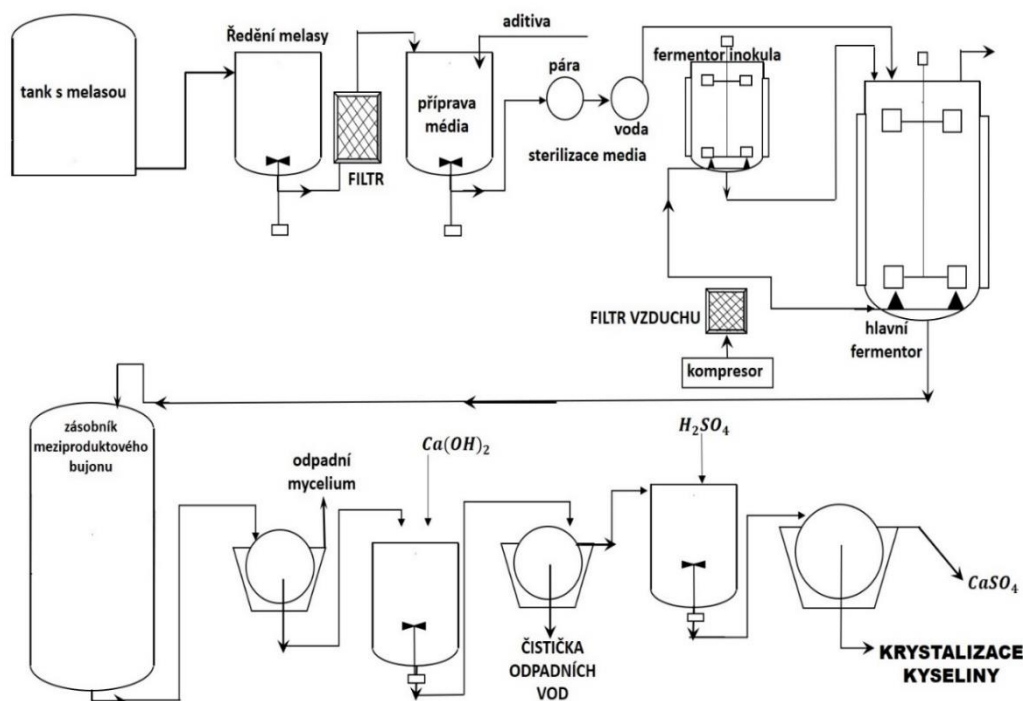 Ředění melasy
aditiva
tank s melasou
příprava
média
FILTR
pára
voda
sterilizace media
fermentor inokula
FILTR VZDUCHU
kompresor
hlavní
fermentor
zásobník
meziproduktového
bujonu
odpadní
mycelium
Ca(OH)₂
H₂SO₄
ČISTIČKA
ODPADNÍCH
VOD
CaSO₄
KRYSTALIZACE
KYSELINY